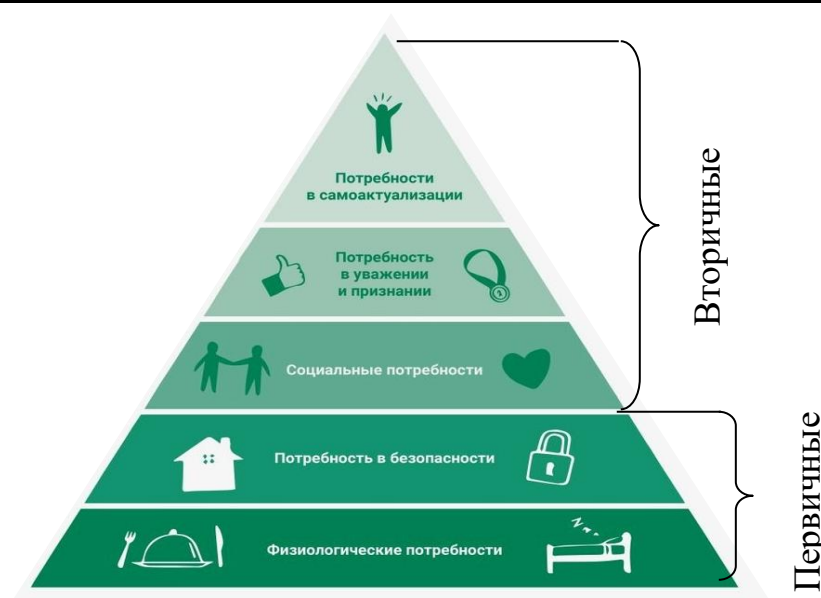 Потребности
в самоактуализации
Потребность
в уважении
и признании
Социальные потребности
Потребность в безопасности
Физиологические потребности
Вторичные
Первичные